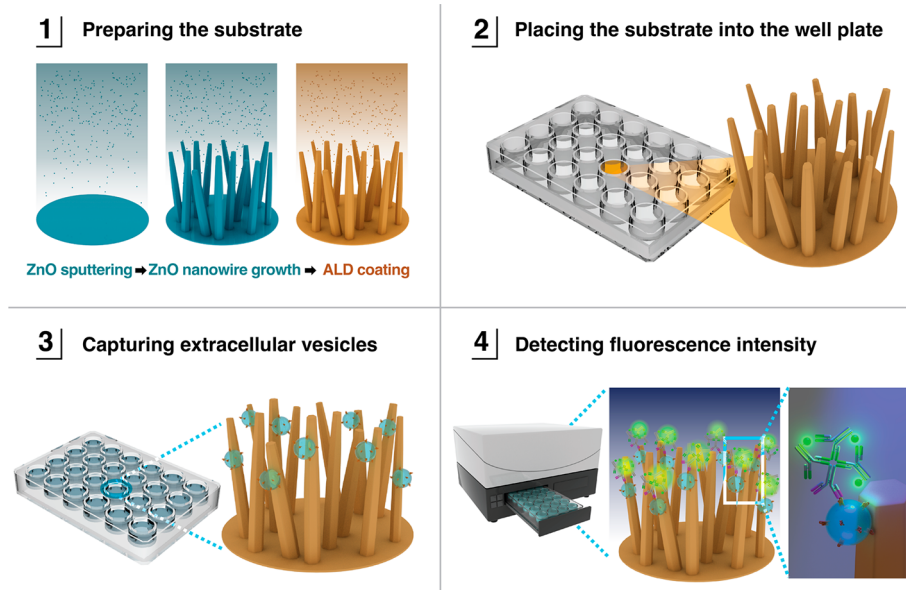 1 Preparing the substrate
ZnO sputtering ➡ ZnO nanowire growth ➡ ALD coating
2 Placing the substrate into the well plate
3 Capturing extracellular vesicles
4 Detecting fluorescence intensity